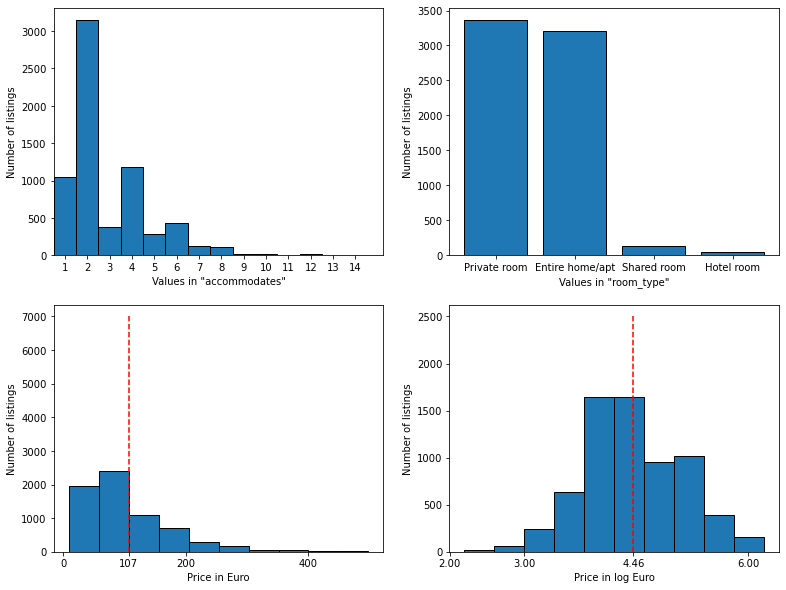 3000
2500
2000
1500
1000
500
0
Number of listings
1 2 3 4 5 6 7 8 9 10 11 12 13 14
Values in "accommodates"
3500
3000
2500
2000
1500
1000
500
0
Number of listings
Private room Entire home/apt Shared room Hotel room
Values in "room_type"
7000
6000
5000
4000
3000
2000
1000
0
Number of listings
0 107 200 400
Price in Euro
2500
2000
1500
1000
500
0
Number of listings
2.00 3.00 4.46 6.00
Price in log Euro